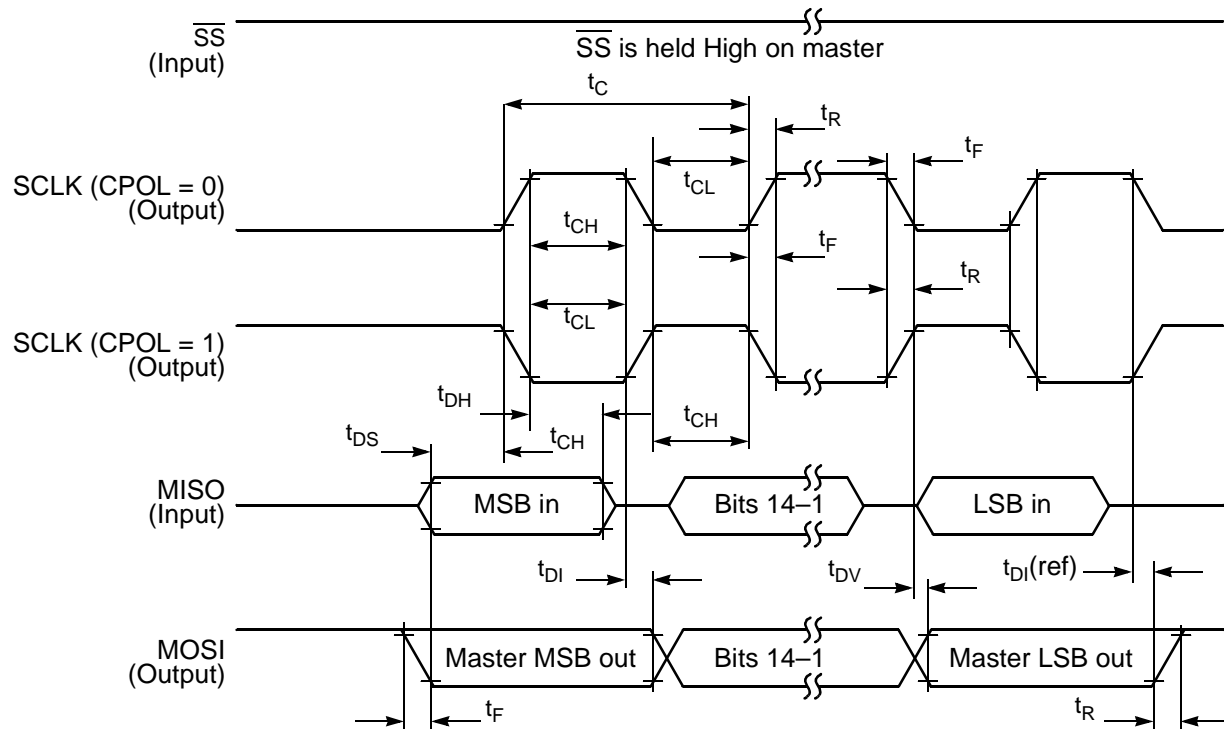 SS
(Input)
SS is held High on master
tC
tR
tF
SCLK (CPOL = 0)
(Output)
tCL
tCH
tF
tR
tCL
SCLK (CPOL = 1)
(Output)
tDH
tCH
tDS
tCH
MISO
(Input)
MSB in
Bits 14–1
LSB in
tDI
tDV
tDI(ref)
MOSI
(Output)
Master MSB out
Bits 14–1
Master LSB out
tF
tR